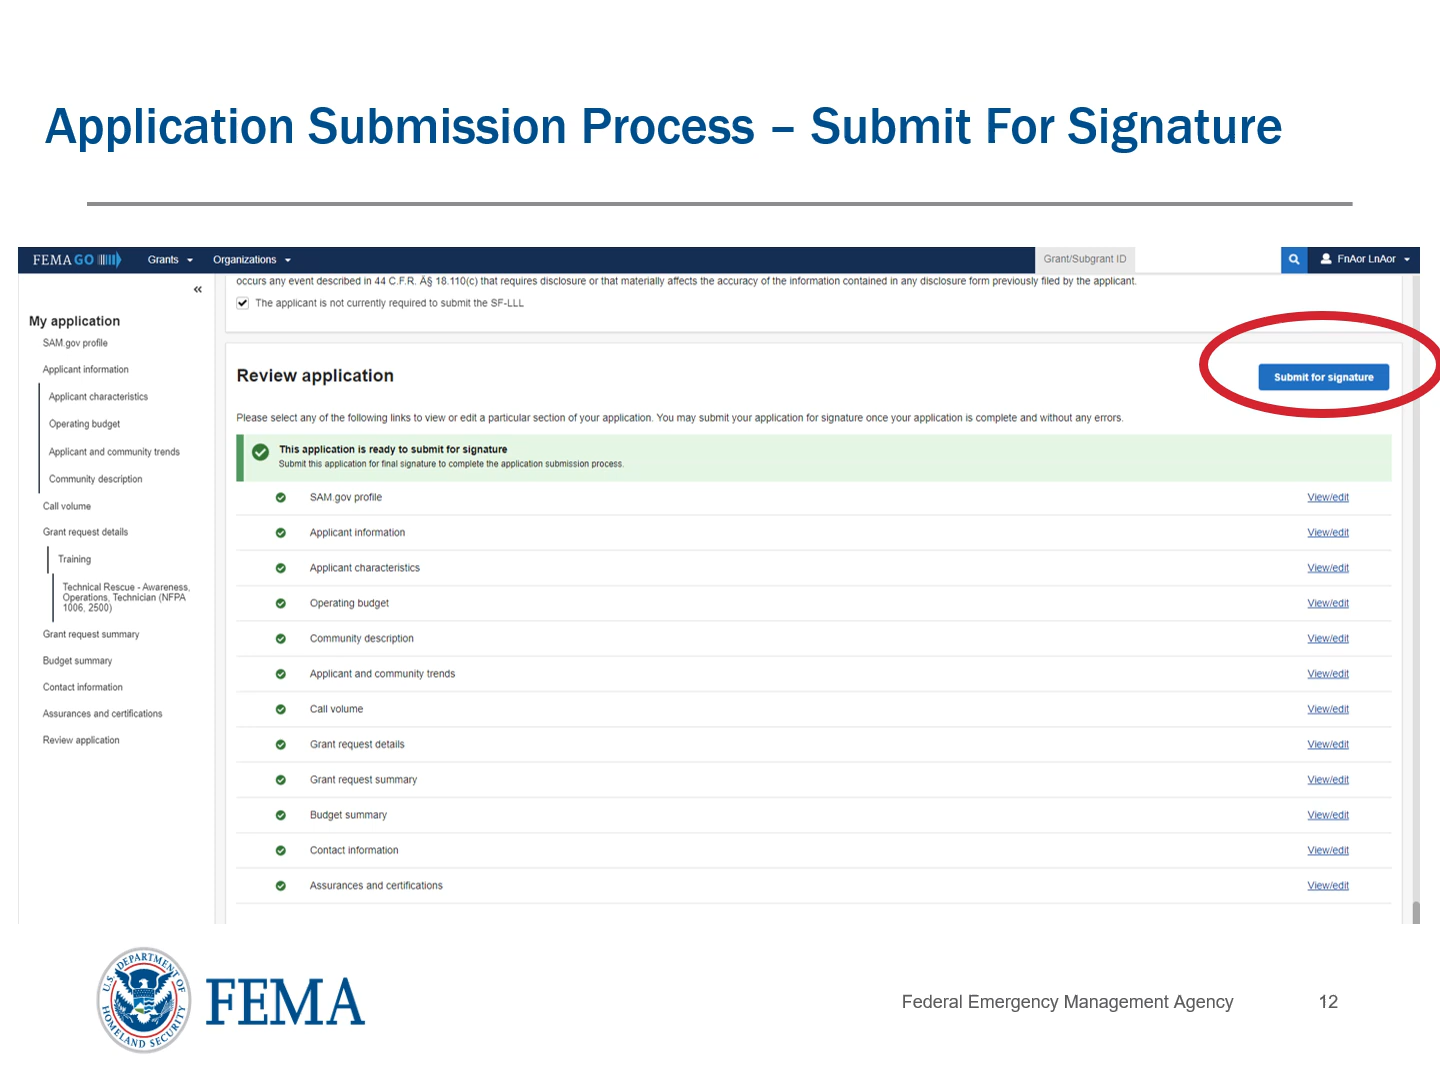 Application Submission Process – Submit For Signature
FEMA GO
Grants
Organizations
Grant/Subgrant ID
FnAor LnAor
«
My application
SAM.gov profile
Applicant information
Applicant characteristics
Operating budget
Applicant and community trends
Community description
Call volume
Grant request details
Training
Technical Rescue - Awareness,
Operations, Technician (NFPA
1006, 2500)
Grant request summary
Budget summary
Contact information
Assurances and certifications
Review application
occurs any event described in 44 C.F.R. Â§ 18.110(c) that requires disclosure or that materially affects the accuracy of the information contained in any disclosure form previously filed by the applicant.
The applicant is not currently required to submit the SF-LLL
Review application
Submit for signature
Please select any of the following links to view or edit a particular section of your application. You may submit your application for signature once your application is complete and without any errors.
This application is ready to submit for signature
Submit this application for final signature to complete the application submission process.
SAM.gov profile View/edit
Applicant information View/edit
Applicant characteristics View/edit
Operating budget View/edit
Community description View/edit
Applicant and community trends View/edit
Call volume View/edit
Grant request details View/edit
Grant request summary View/edit
Budget summary View/edit
Contact information View/edit
Assurances and certifications View/edit
U.S. DEPARTMENT OF
HOMELAND SECURITY
FEMA
Federal Emergency Management Agency
12